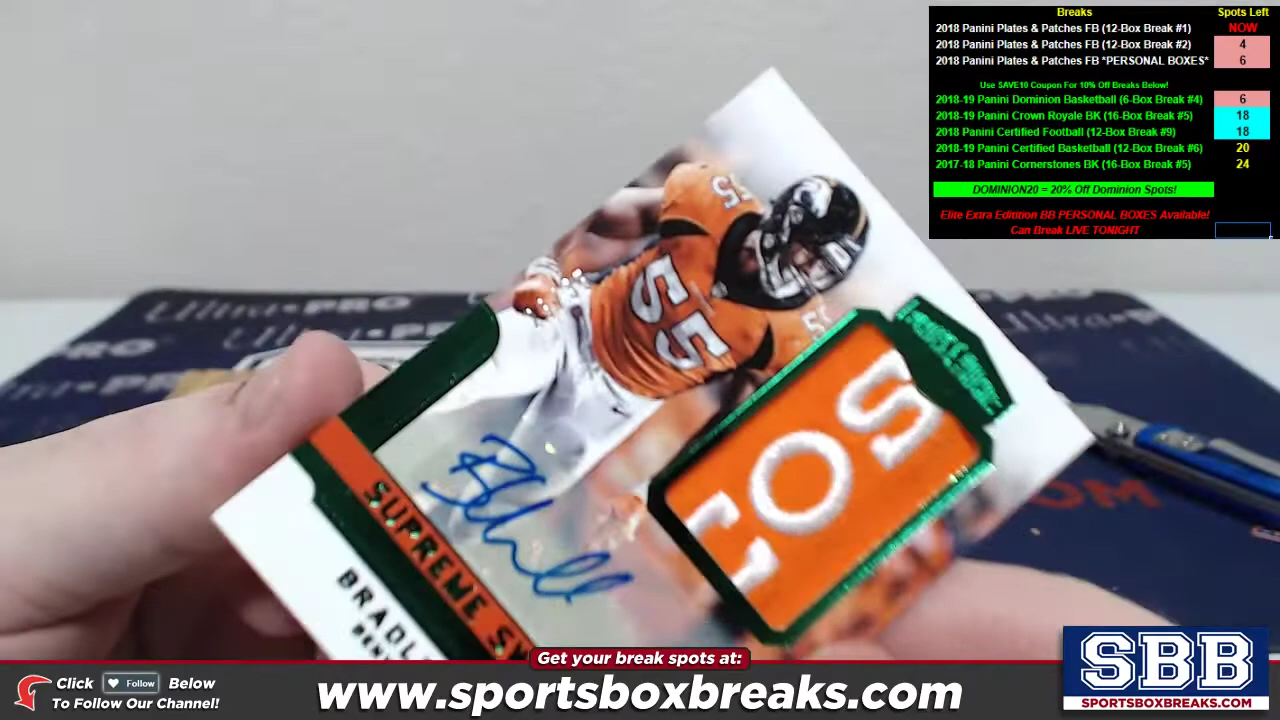 Breaks Spots Left
2018 Panini Plates & Patches FB (12-Box Break #1) NOW
2018 Panini Plates & Patches FB (12-Box Break #2) 4
2018 Panini Plates & Patches FB *PERSONAL BOXES* 6
Use SAVE10 Coupon For 10% Off Breaks Below!
2018-19 Panini Dominion Basketball (6-Box Break #4) 6
2018-19 Panini Crown Royale BK (16-Box Break #5) 18
2018 Panini Certified Football (12-Box Break #9) 18
2018-19 Panini Certified Basketball (12-Box Break #6) 20
2017-18 Panini Cornerstones BK (16-Box Break #5) 24
DOMINION20 = 20% Off Dominion Spots!
Elite Extra Edittion BB PERSONAL BOXES Available!
Can Break LIVE TONIGHT
Ultra PRO
55
55
COS
SUPREME
BRADL
DEN
OM
Get your break spots at:
www.sportsboxbreaks.com
Click Follow Below
To Follow Our Channel!
SBB
SPORTSBOXBREAKS.COM